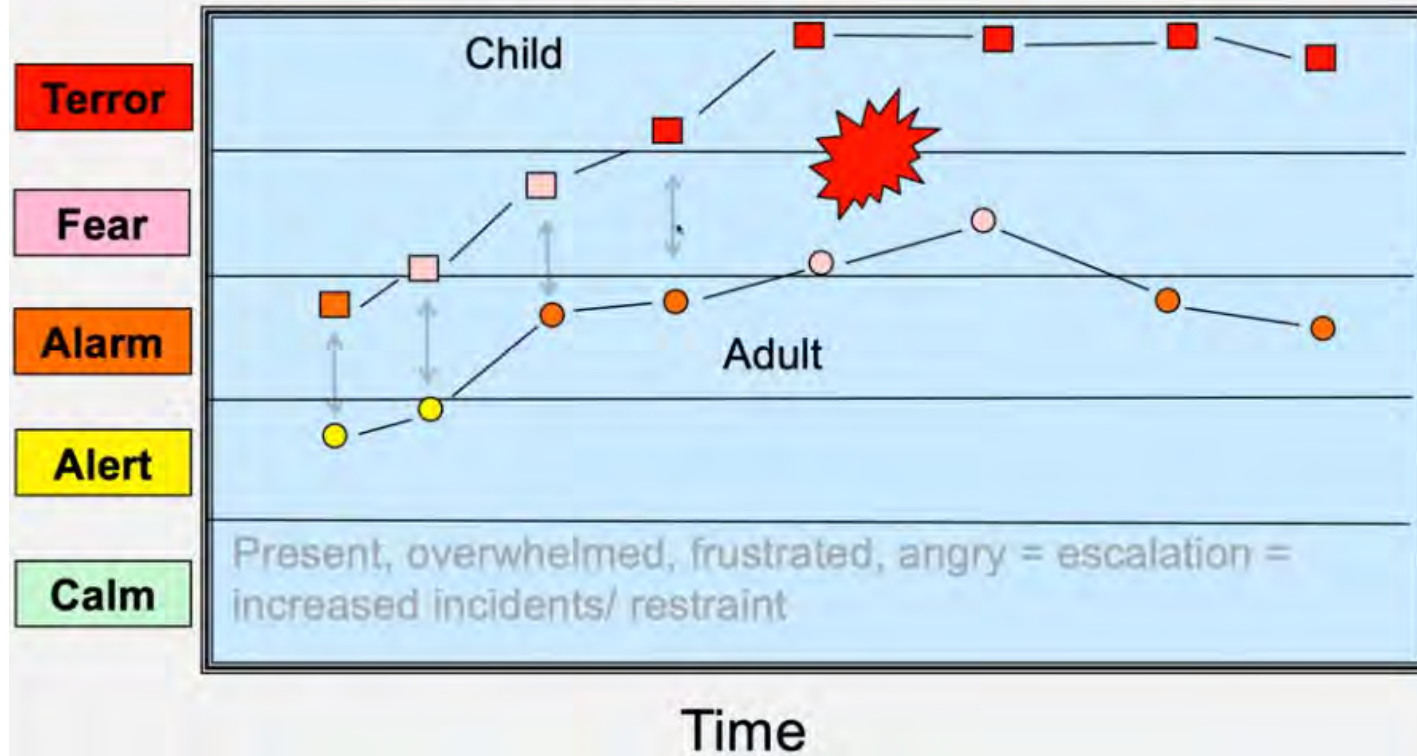 Child
Terror
Fear
Alarm
Adult
Alert
Calm
Present, overwhelmed, frustrated, angry = escalation =
increased incidents/ restraint
Time